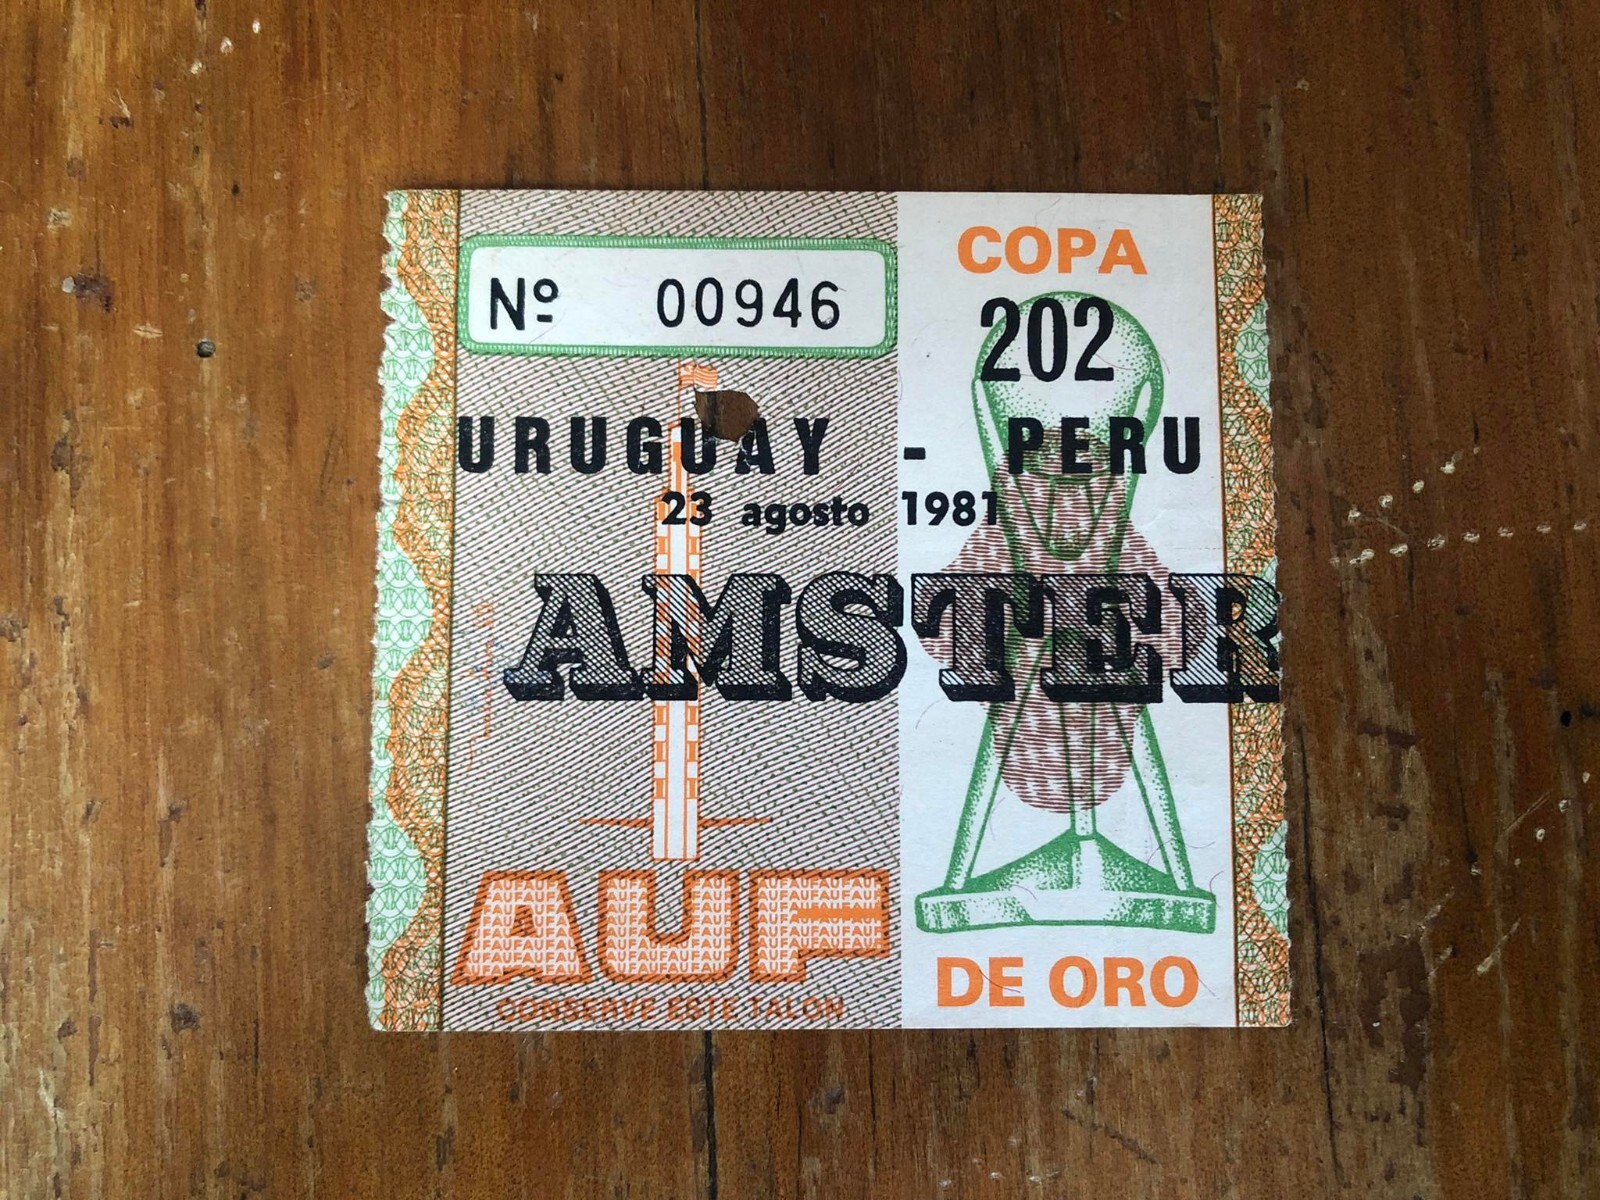 Nº 00946
COPA
202
URUGUAY - PERU
23 agosto 1981
AMSTER
AUF
CONSERVE ESTE TALON
DE ORO